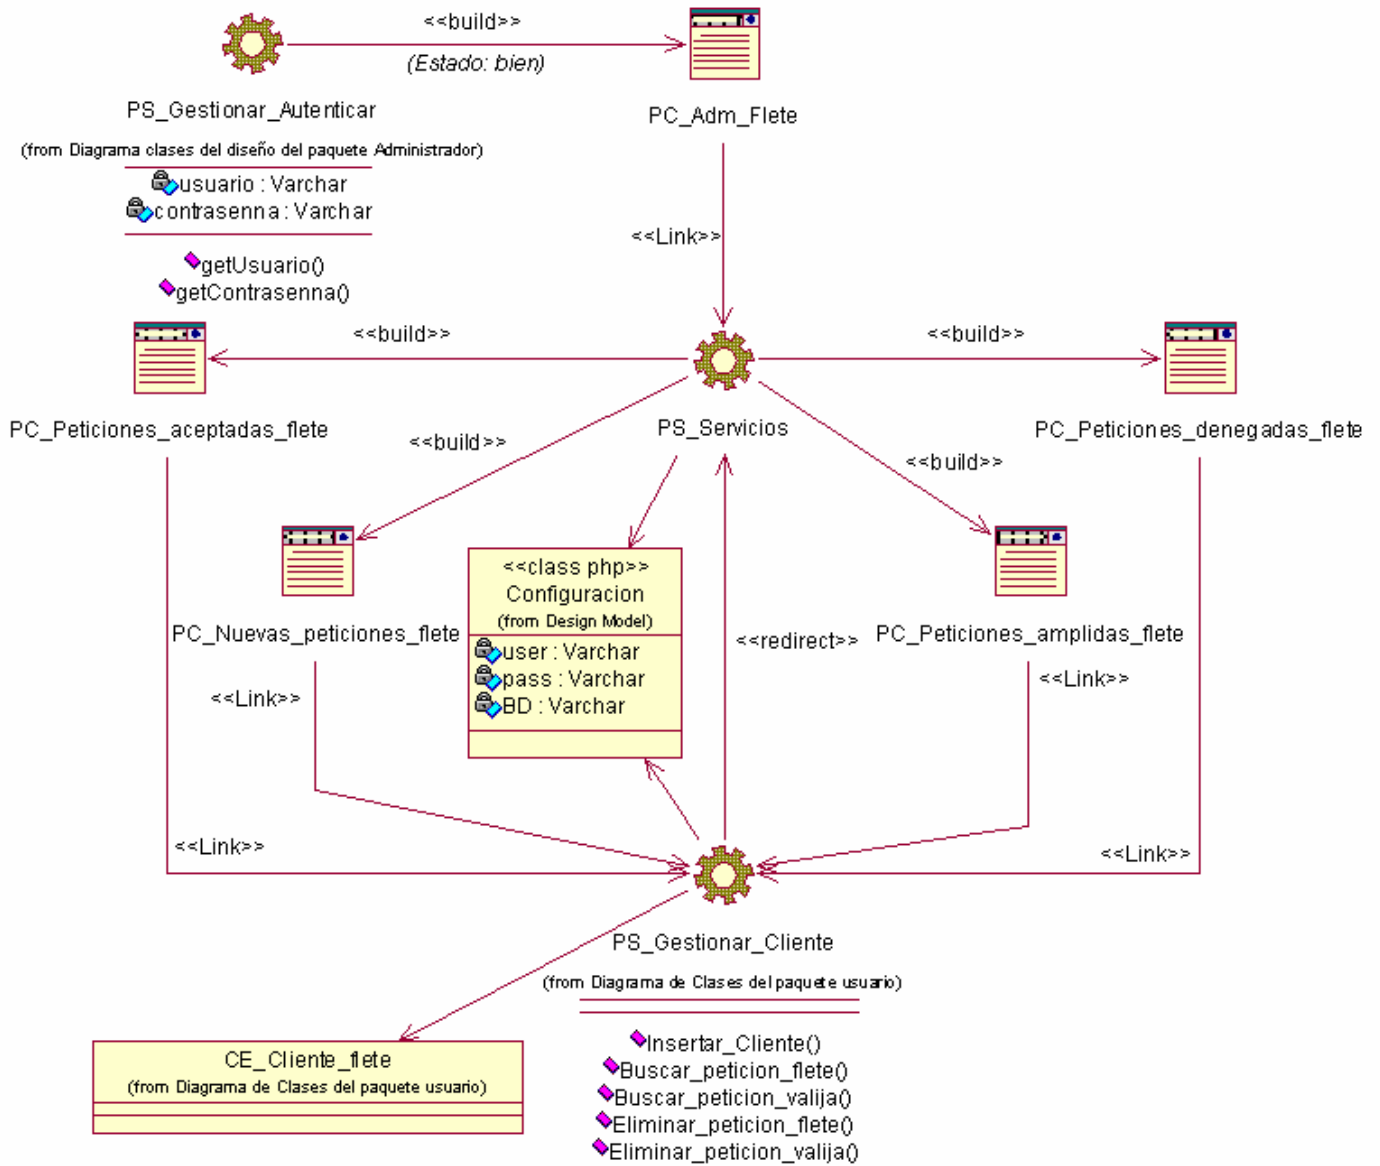 <<build>>
(Estado: bien)
PS_Gestionar_Autenticar
(from Diagrama clases del diseño del paquete Administrador)
usuario : Varchar
contrasenna : Varchar
getUsuario()
getContrasenna()
PC_Adm_Flete
<<Link>>
<<build>>
<<build>>
PC_Peticiones_aceptadas_flete
PS_Servicios
PC_Peticiones_denegadas_flete
<<build>>
<<build>>
PC_Nuevas_peticiones_flete
<<class php>>
Configuracion
(from Design Model)
user : Varchar
pass : Varchar
BD : Varchar
<<redirect>>
PC_Peticiones_amplidas_flete
<<Link>>
<<Link>>
<<Link>>
<<Link>>
PS_Gestionar_Cliente
(from Diagrama de Clases del paquete usuario)
Insertar_Cliente()
Buscar_peticion_flete()
Buscar_peticion_valija()
Eliminar_peticion_flete()
Eliminar_peticion_valija()
CE_Cliente_flete
(from Diagrama de Clases del paquete usuario)